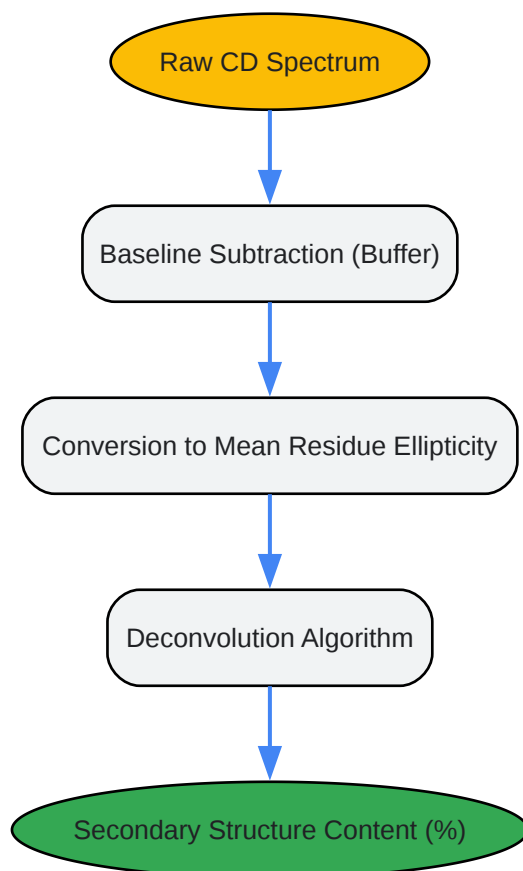 Raw CD Spectrum
Baseline Subtraction (Buffer)
Conversion to Mean Residue Ellipticity
Deconvolution Algorithm
Secondary Structure Content (%)